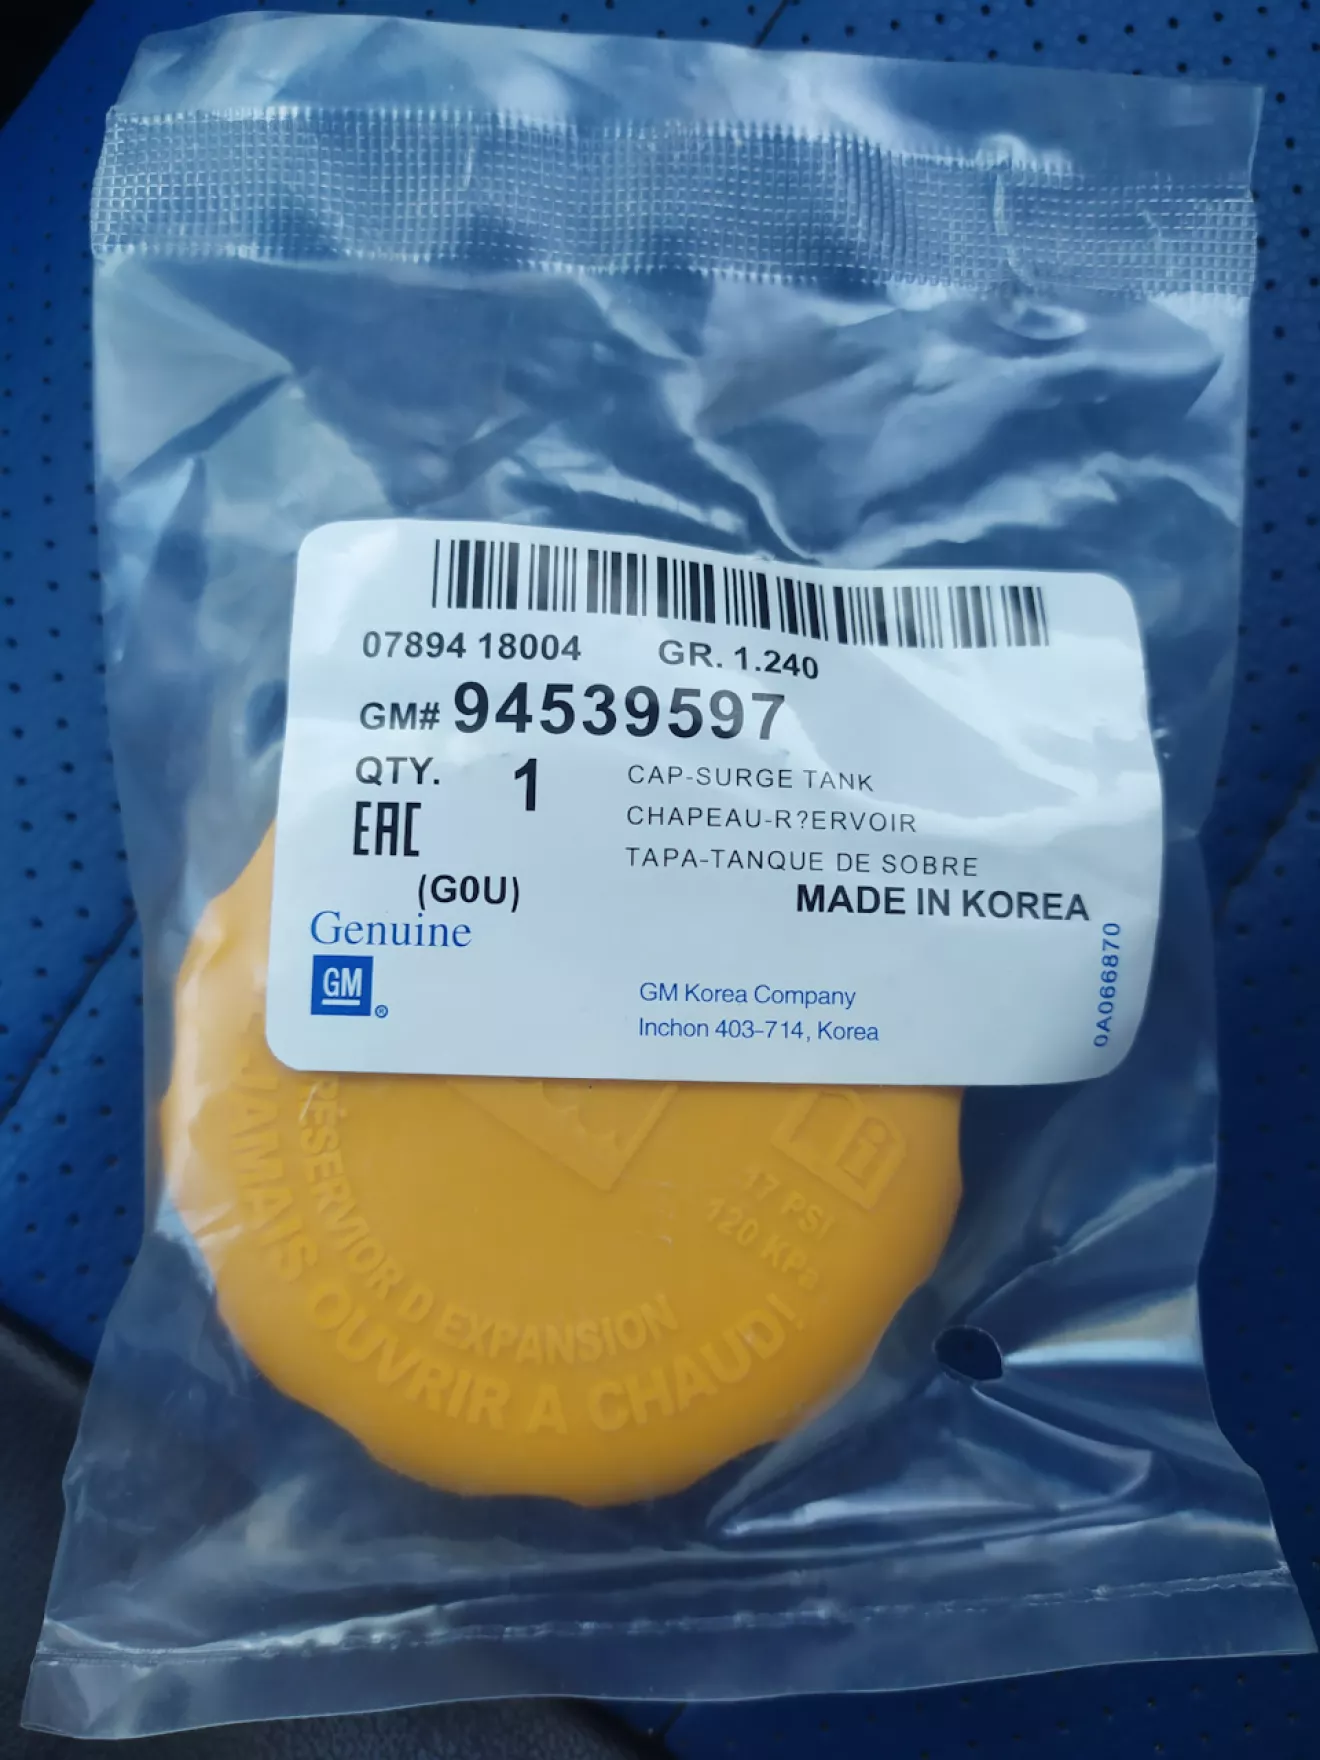 07894 18004 GR. 1.240
GM# 94539597
QTY. 1 CAP-SURGE TANK
CHAPEAU-R?ERVOIR
EAC
TAPA-TANQUE DE SOBRE
(G0U) MADE IN KOREA
Genuine
GM ®
GM Korea Company
Inchon 403-714, Korea
0A066870
17 PSI
120 KPa
RÉSERVIOR D EXPANSION
JAMAIS OUVRIR A CHAUD!